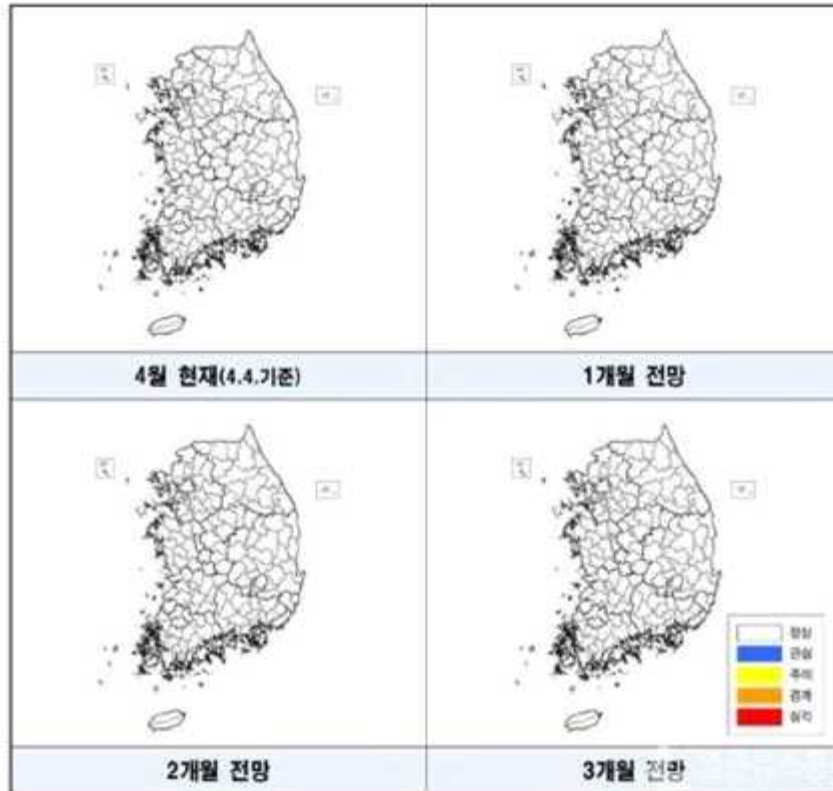 4월 현재(4.4.기준)
1개월 전망
정상
관심
주의
경계
심각
2개월 전망
3개월 전망